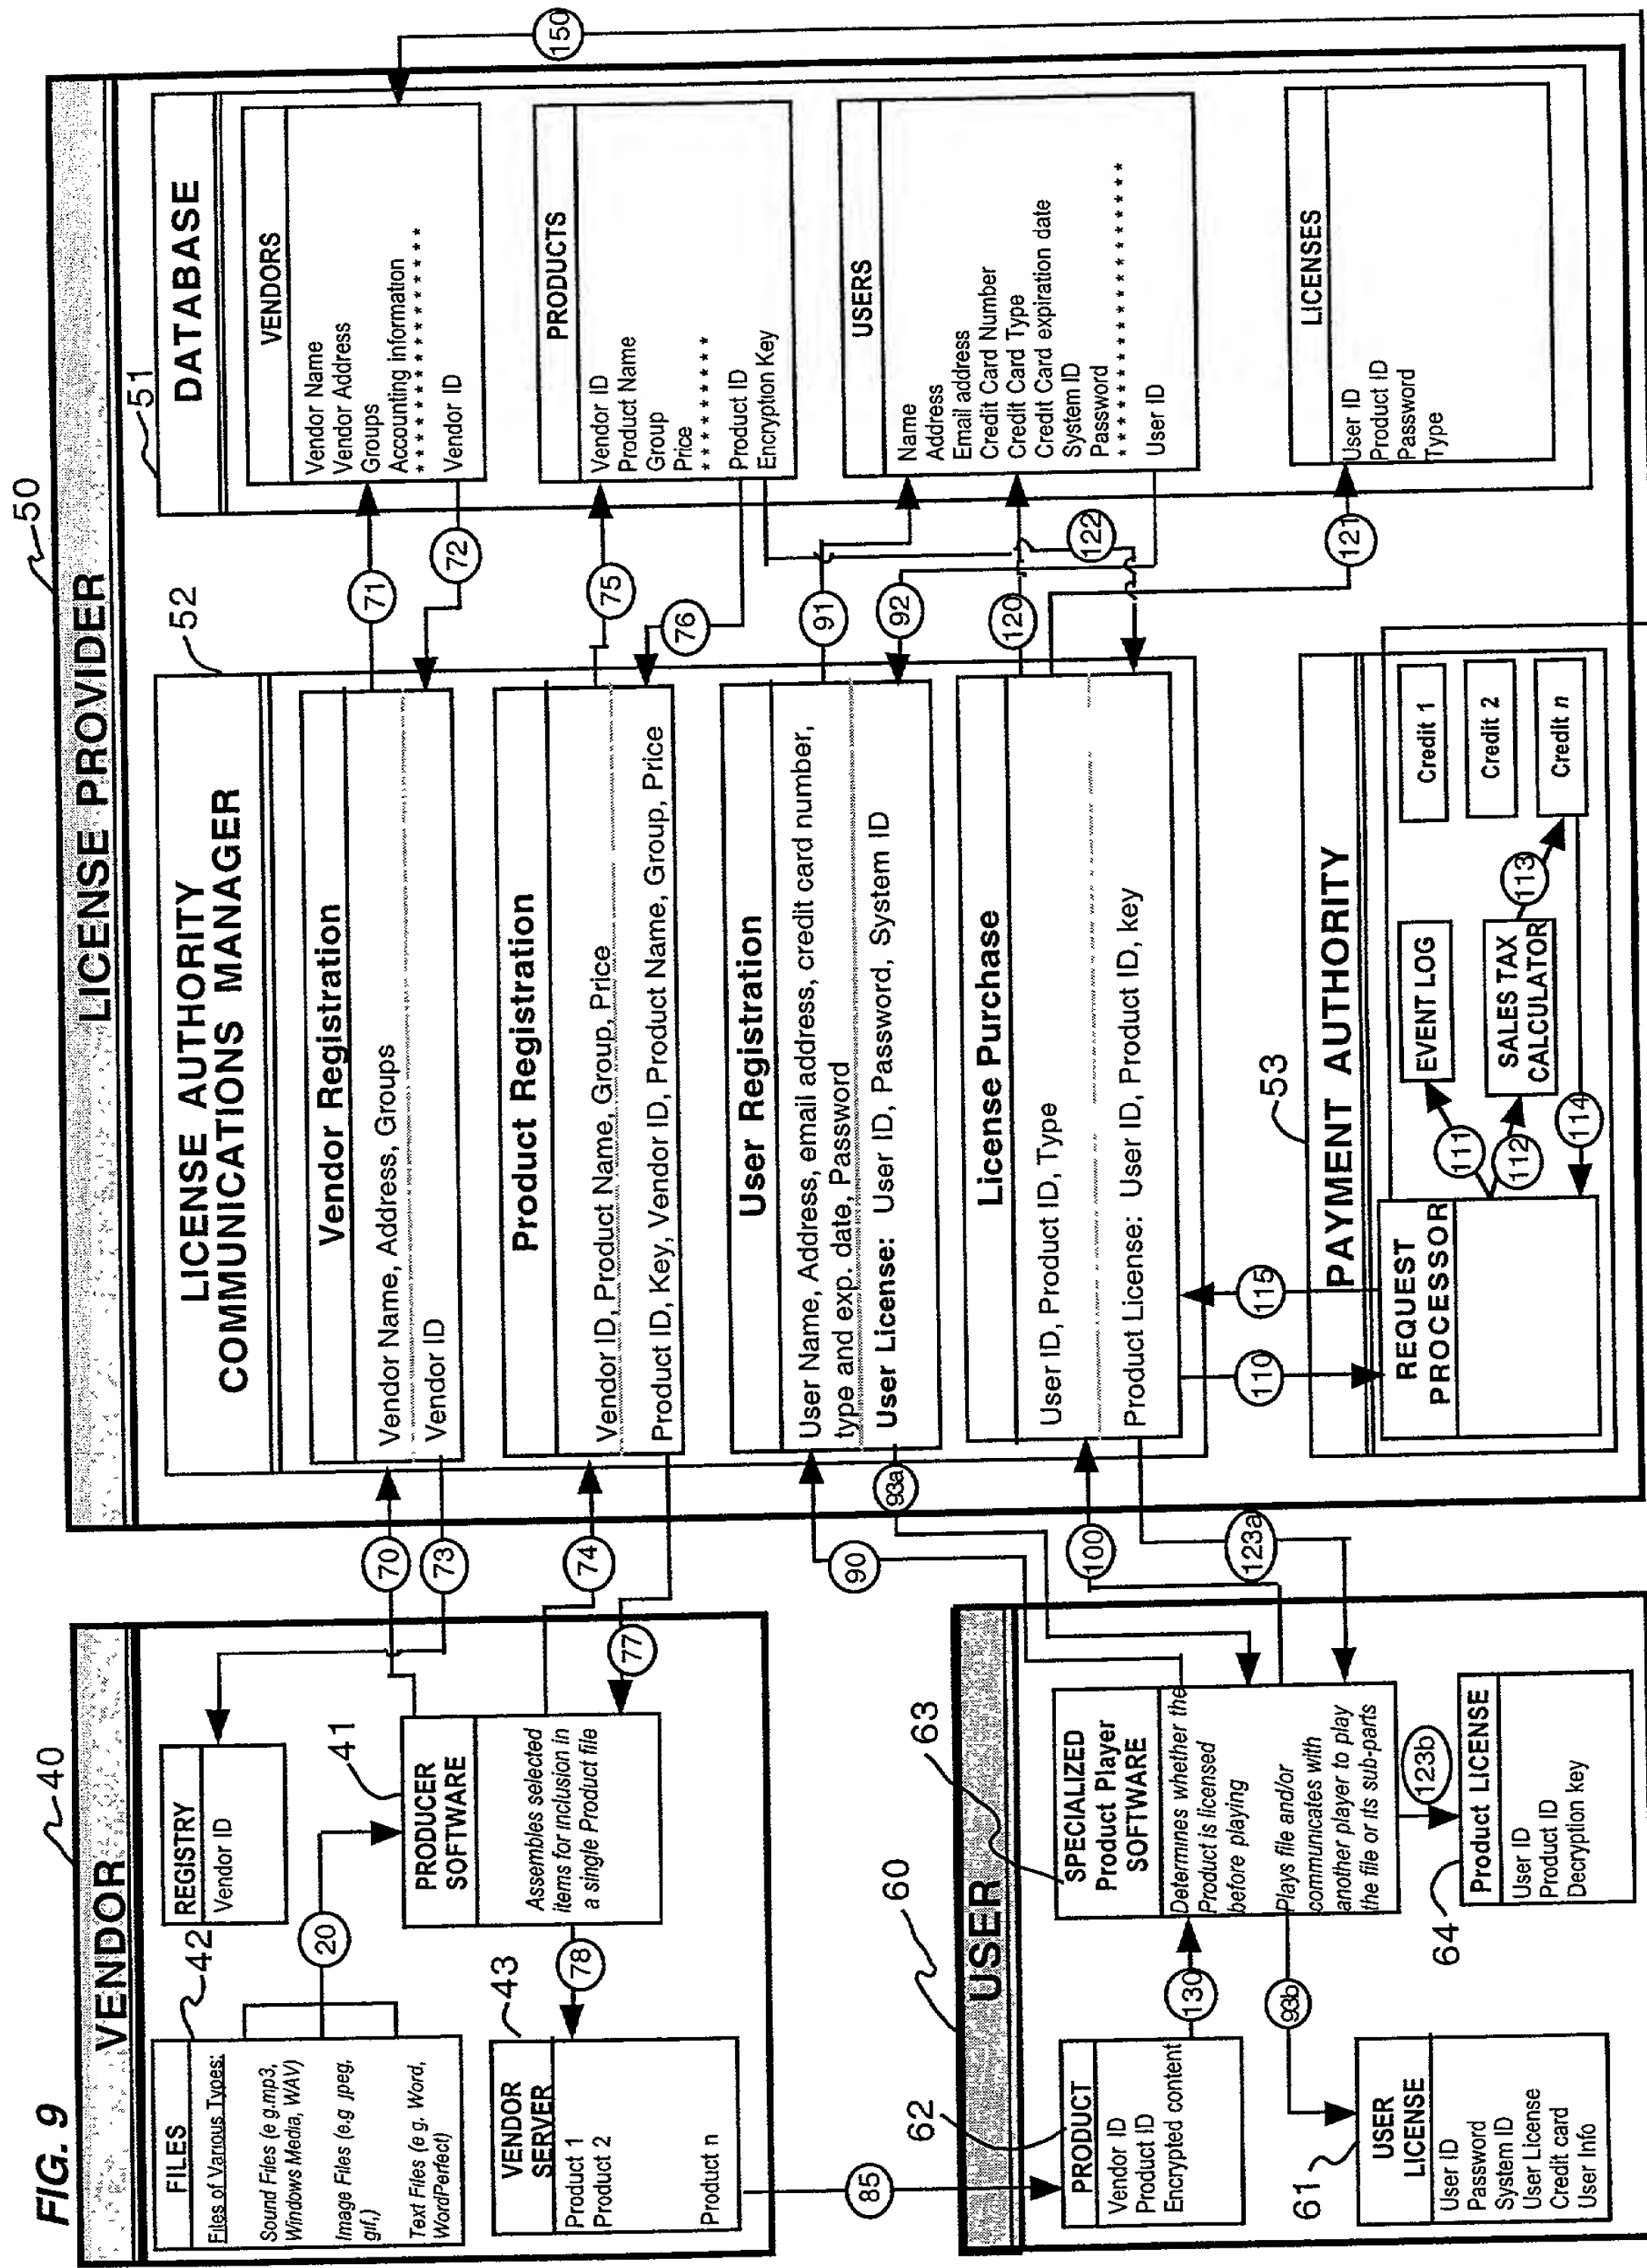 FIG. 9
VENDOR
40
FILES
42
Files of Various Types:
Sound Files (e g.mp3,
Windows Media, WAV)
Image Files (e.g jpeg,
gif,)
Text Files (e g. Word,
WordPerfect)
REGISTRY
Vendor ID
20
41
PRODUCER
SOFTWARE
Assembles selected
items for inclusion in
a single Product file
78
43
VENDOR
SERVER
Product 1
Product 2
Product n
70
73
74
77
85
LICENSE PROVIDER
50
LICENSE AUTHORITY
COMMUNICATIONS MANAGER
52
Vendor Registration
Vendor Name, Address, Groups
Vendor ID
Product Registration
Vendor ID, Product Name, Group, Price
Product ID, Key, Vendor ID, Product Name, Group, Price
User Registration
User Name, Address, email address, credit card number,
type and exp. date, Password
User License: User ID, Password, System ID
License Purchase
User ID, Product ID, Type
Product License: User ID, Product ID, key
71
72
75
76
91
92
120
122
121
51
DATABASE
VENDORS
Vendor Name
Vendor Address
Groups
Accounting information
* * * * * * * * * * * * * * *
Vendor ID
150
PRODUCTS
Vendor ID
Product Name
Group
Price
* * * * * * * * *
Product ID
Encryption Key
USERS
Name
Address
Email address
Credit Card Number
Credit Card Type
Credit Card expiration date
System ID
Password
* * * * * * * * * * * * * * * * * *
User ID
LICENSES
User ID
Product ID
Password
Type
110
115
53
PAYMENT AUTHORITY
REQUEST
PROCESSOR
111
112
EVENT LOG
SALES TAX
CALCULATOR
113
114
Credit 1
Credit 2
Credit n
90
93a
100
123a
USER
60
62
PRODUCT
Vendor ID
Product ID
Encrypted content
130
63
SPECIALIZED
Product Player
SOFTWARE
Determines whether the
Product is licensed
before playing
Plays file and/or
communicates with
another player to play
the file or its sub-parts
93b
123b
61
USER
LICENSE
User ID
Password
System ID
User License
Credit card
User Info
64
Product LICENSE
User ID
Product ID
Decryption key